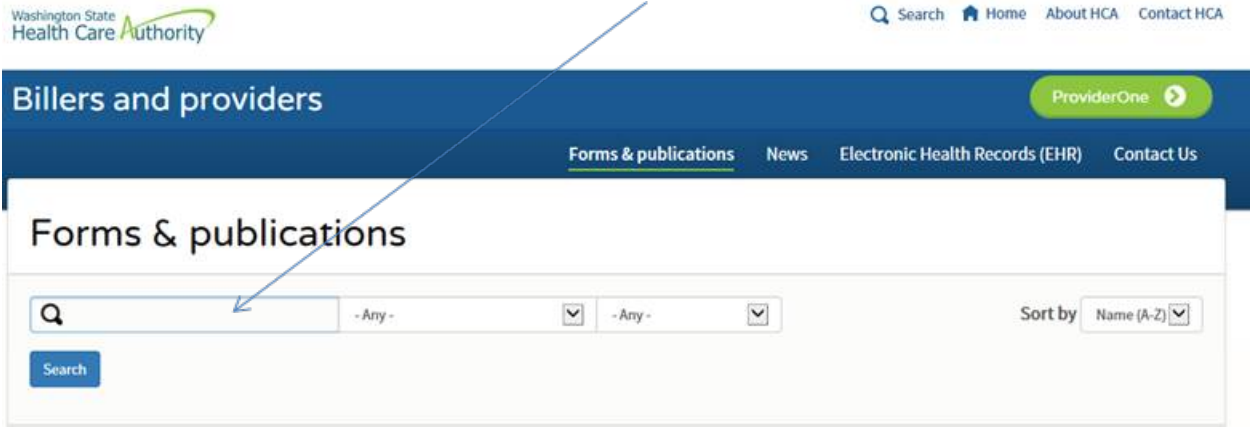 Washington State
Health Care Authority
Search Home About HCA Contact HCA
Billers and providers
ProviderOne
Forms & publications News Electronic Health Records (EHR) Contact Us
Forms & publications
- Any - - Any - Sort by Name (A-Z)
Search